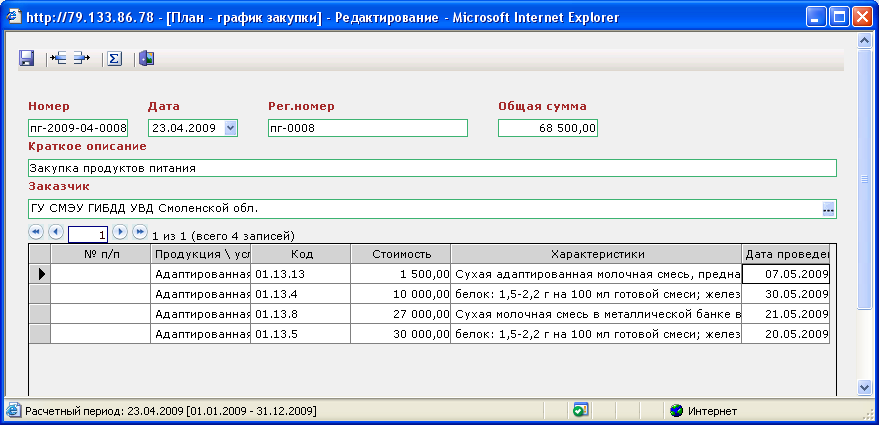 http://79.133.86.78 - [План - график закупки] - Редактирование - Microsoft Internet Explorer
Номер Дата Рег.номер Общая сумма
пг-2009-04-0008 23.04.2009 пг-0008 68 500,00
Краткое описание
Закупка продуктов питания
Заказчик
ГУ СМЭУ ГИБДД УВД Смоленской обл. ...
1 1 из 1 (всего 4 записей)
№ п/п Продукция \ усл Код Стоимость Характеристики Дата проведен
Адаптированная 01.13.13 1 500,00 Сухая адаптированная молочная смесь, предна 07.05.2009
Адаптированная 01.13.4 10 000,00 белок: 1,5-2,2 г на 100 мл готовой смеси; желез 30.05.2009
Адаптированная 01.13.8 27 000,00 Сухая молочная смесь в металлической банке в 21.05.2009
Адаптированная 01.13.5 30 000,00 белок: 1,5-2,2 г на 100 мл готовой смеси; желез 20.05.2009
Расчетный период: 23.04.2009 [01.01.2009 - 31.12.2009] Интернет